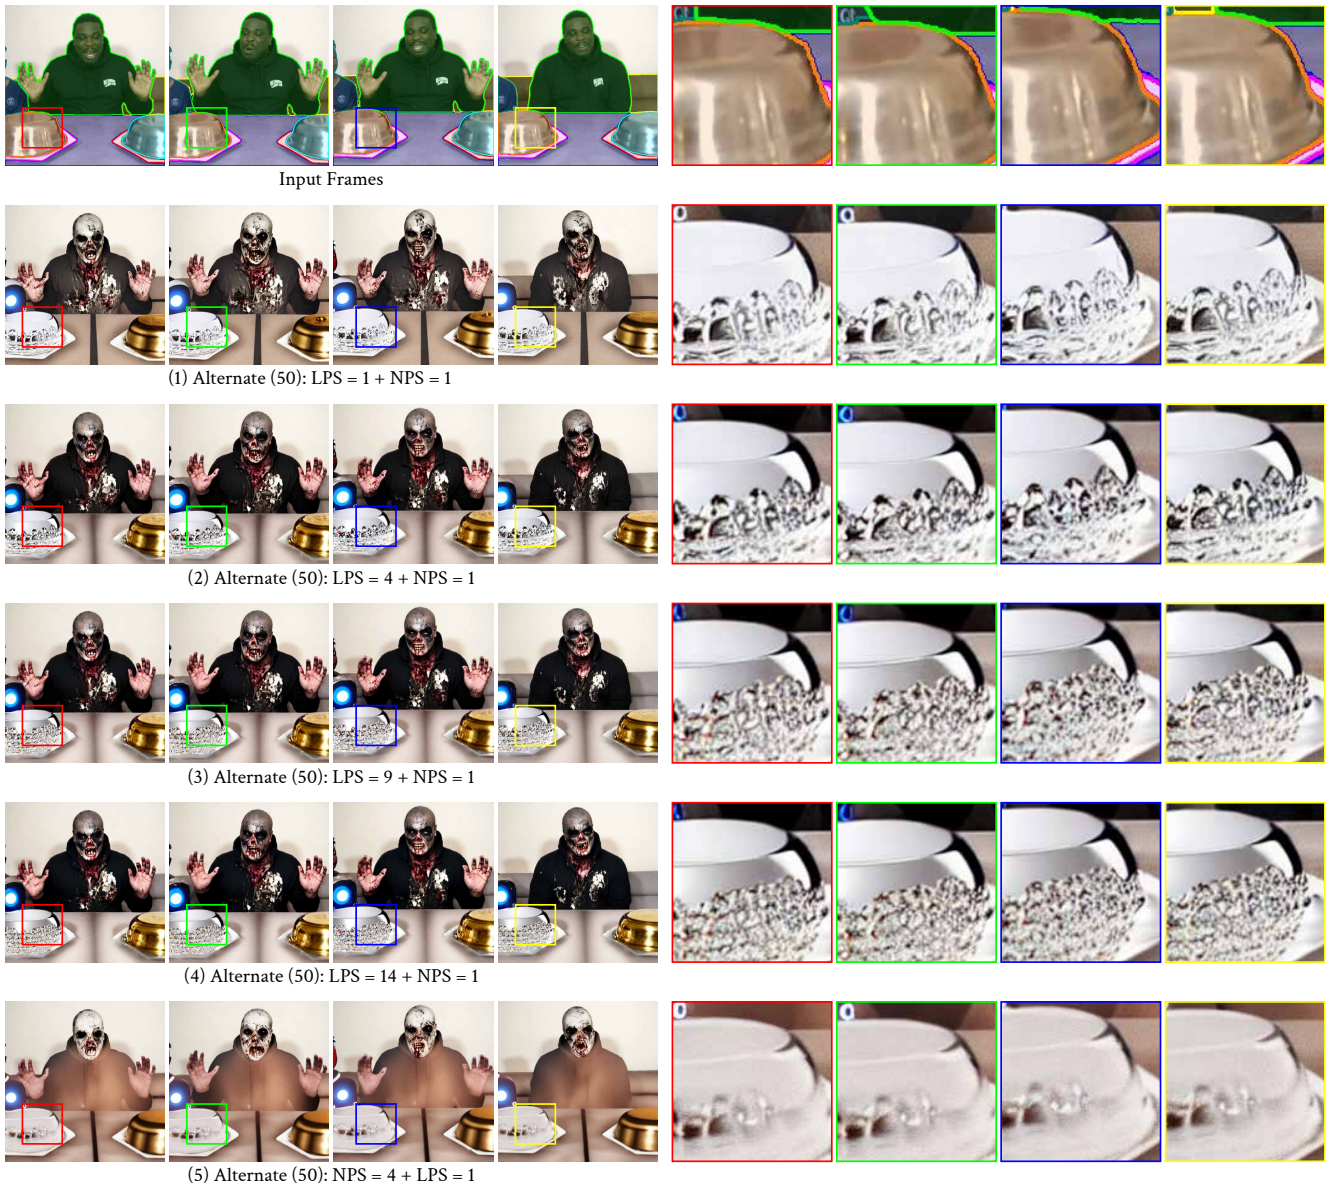 Input Frames
(1) Alternate (50): LPS = 1 + NPS = 1
(2) Alternate (50): LPS = 4 + NPS = 1
(3) Alternate (50): LPS = 9 + NPS = 1
(4) Alternate (50): LPS = 14 + NPS = 1
(5) Alternate (50): NPS = 4 + LPS = 1